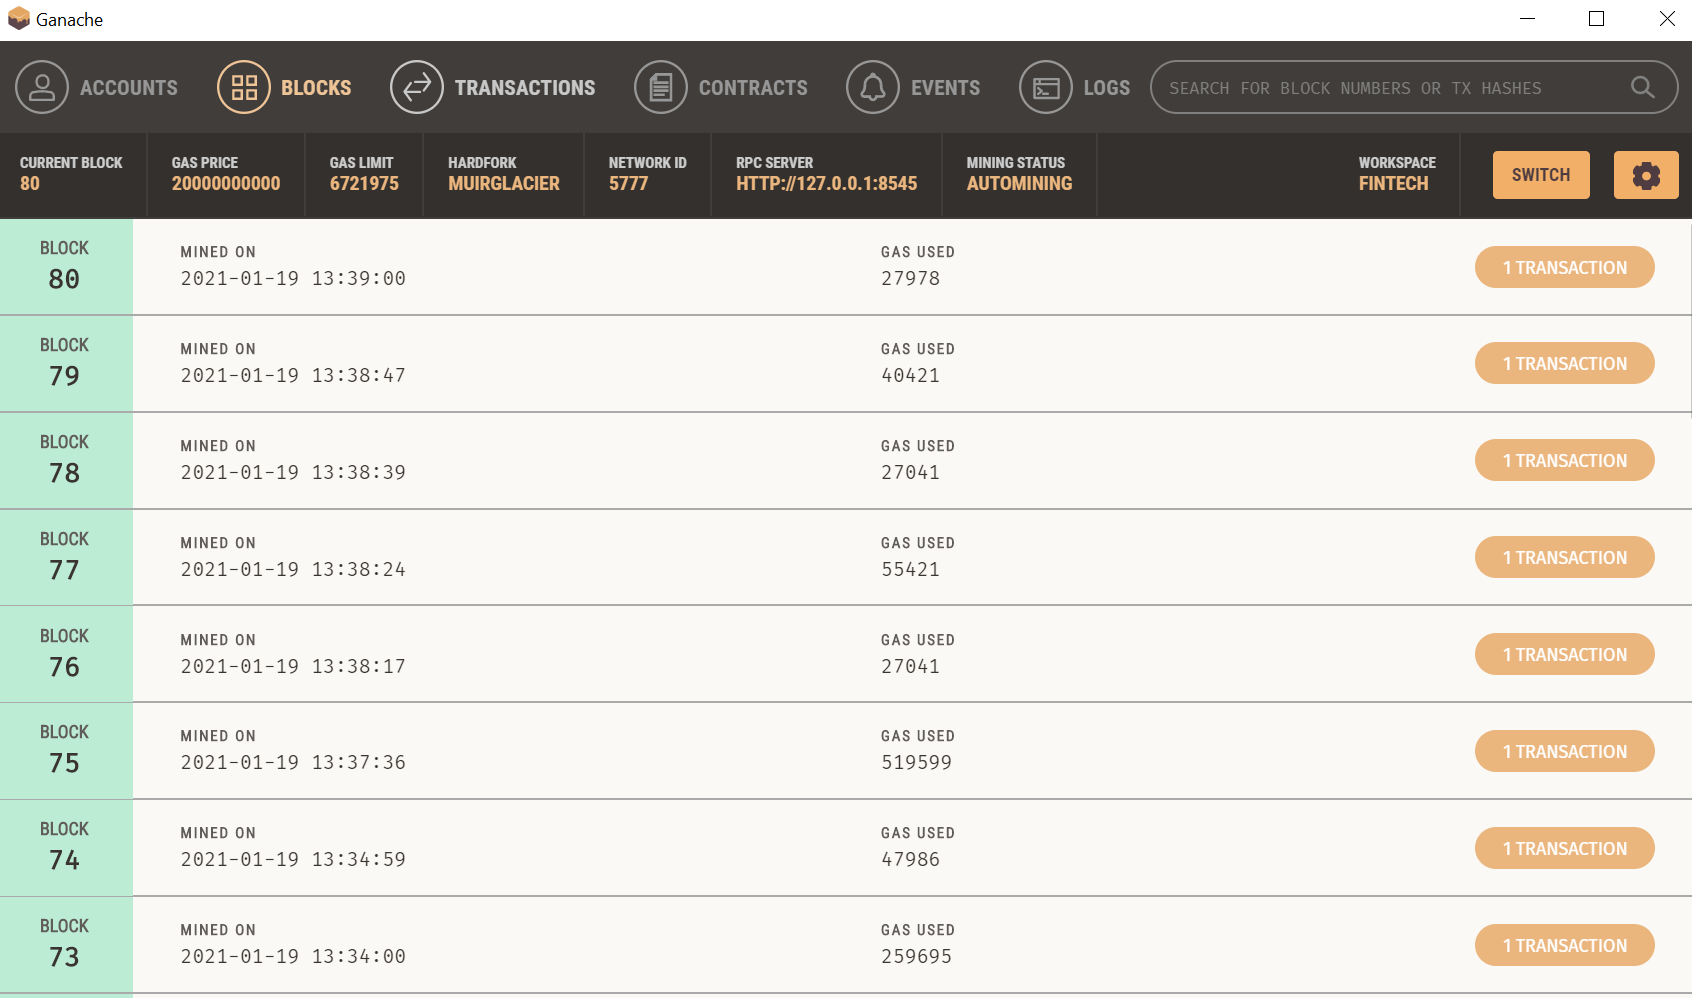 Ganache
ACCOUNTS BLOCKS TRANSACTIONS CONTRACTS EVENTS LOGS SEARCH FOR BLOCK NUMBERS OR TX HASHES
CURRENT BLOCK GAS PRICE GAS LIMIT HARDFORK NETWORK ID RPC SERVER MINING STATUS WORKSPACE
80 20000000000 6721975 MUIRGLACIER 5777 HTTP://127.0.0.1:8545 AUTOMINING FINTECH SWITCH
BLOCK MINED ON GAS USED
80 2021-01-19 13:39:00 27978 1 TRANSACTION
BLOCK MINED ON GAS USED
79 2021-01-19 13:38:47 40421 1 TRANSACTION
BLOCK MINED ON GAS USED
78 2021-01-19 13:38:39 27041 1 TRANSACTION
BLOCK MINED ON GAS USED
77 2021-01-19 13:38:24 55421 1 TRANSACTION
BLOCK MINED ON GAS USED
76 2021-01-19 13:38:17 27041 1 TRANSACTION
BLOCK MINED ON GAS USED
75 2021-01-19 13:37:36 519599 1 TRANSACTION
BLOCK MINED ON GAS USED
74 2021-01-19 13:34:59 47986 1 TRANSACTION
BLOCK MINED ON GAS USED
73 2021-01-19 13:34:00 259695 1 TRANSACTION